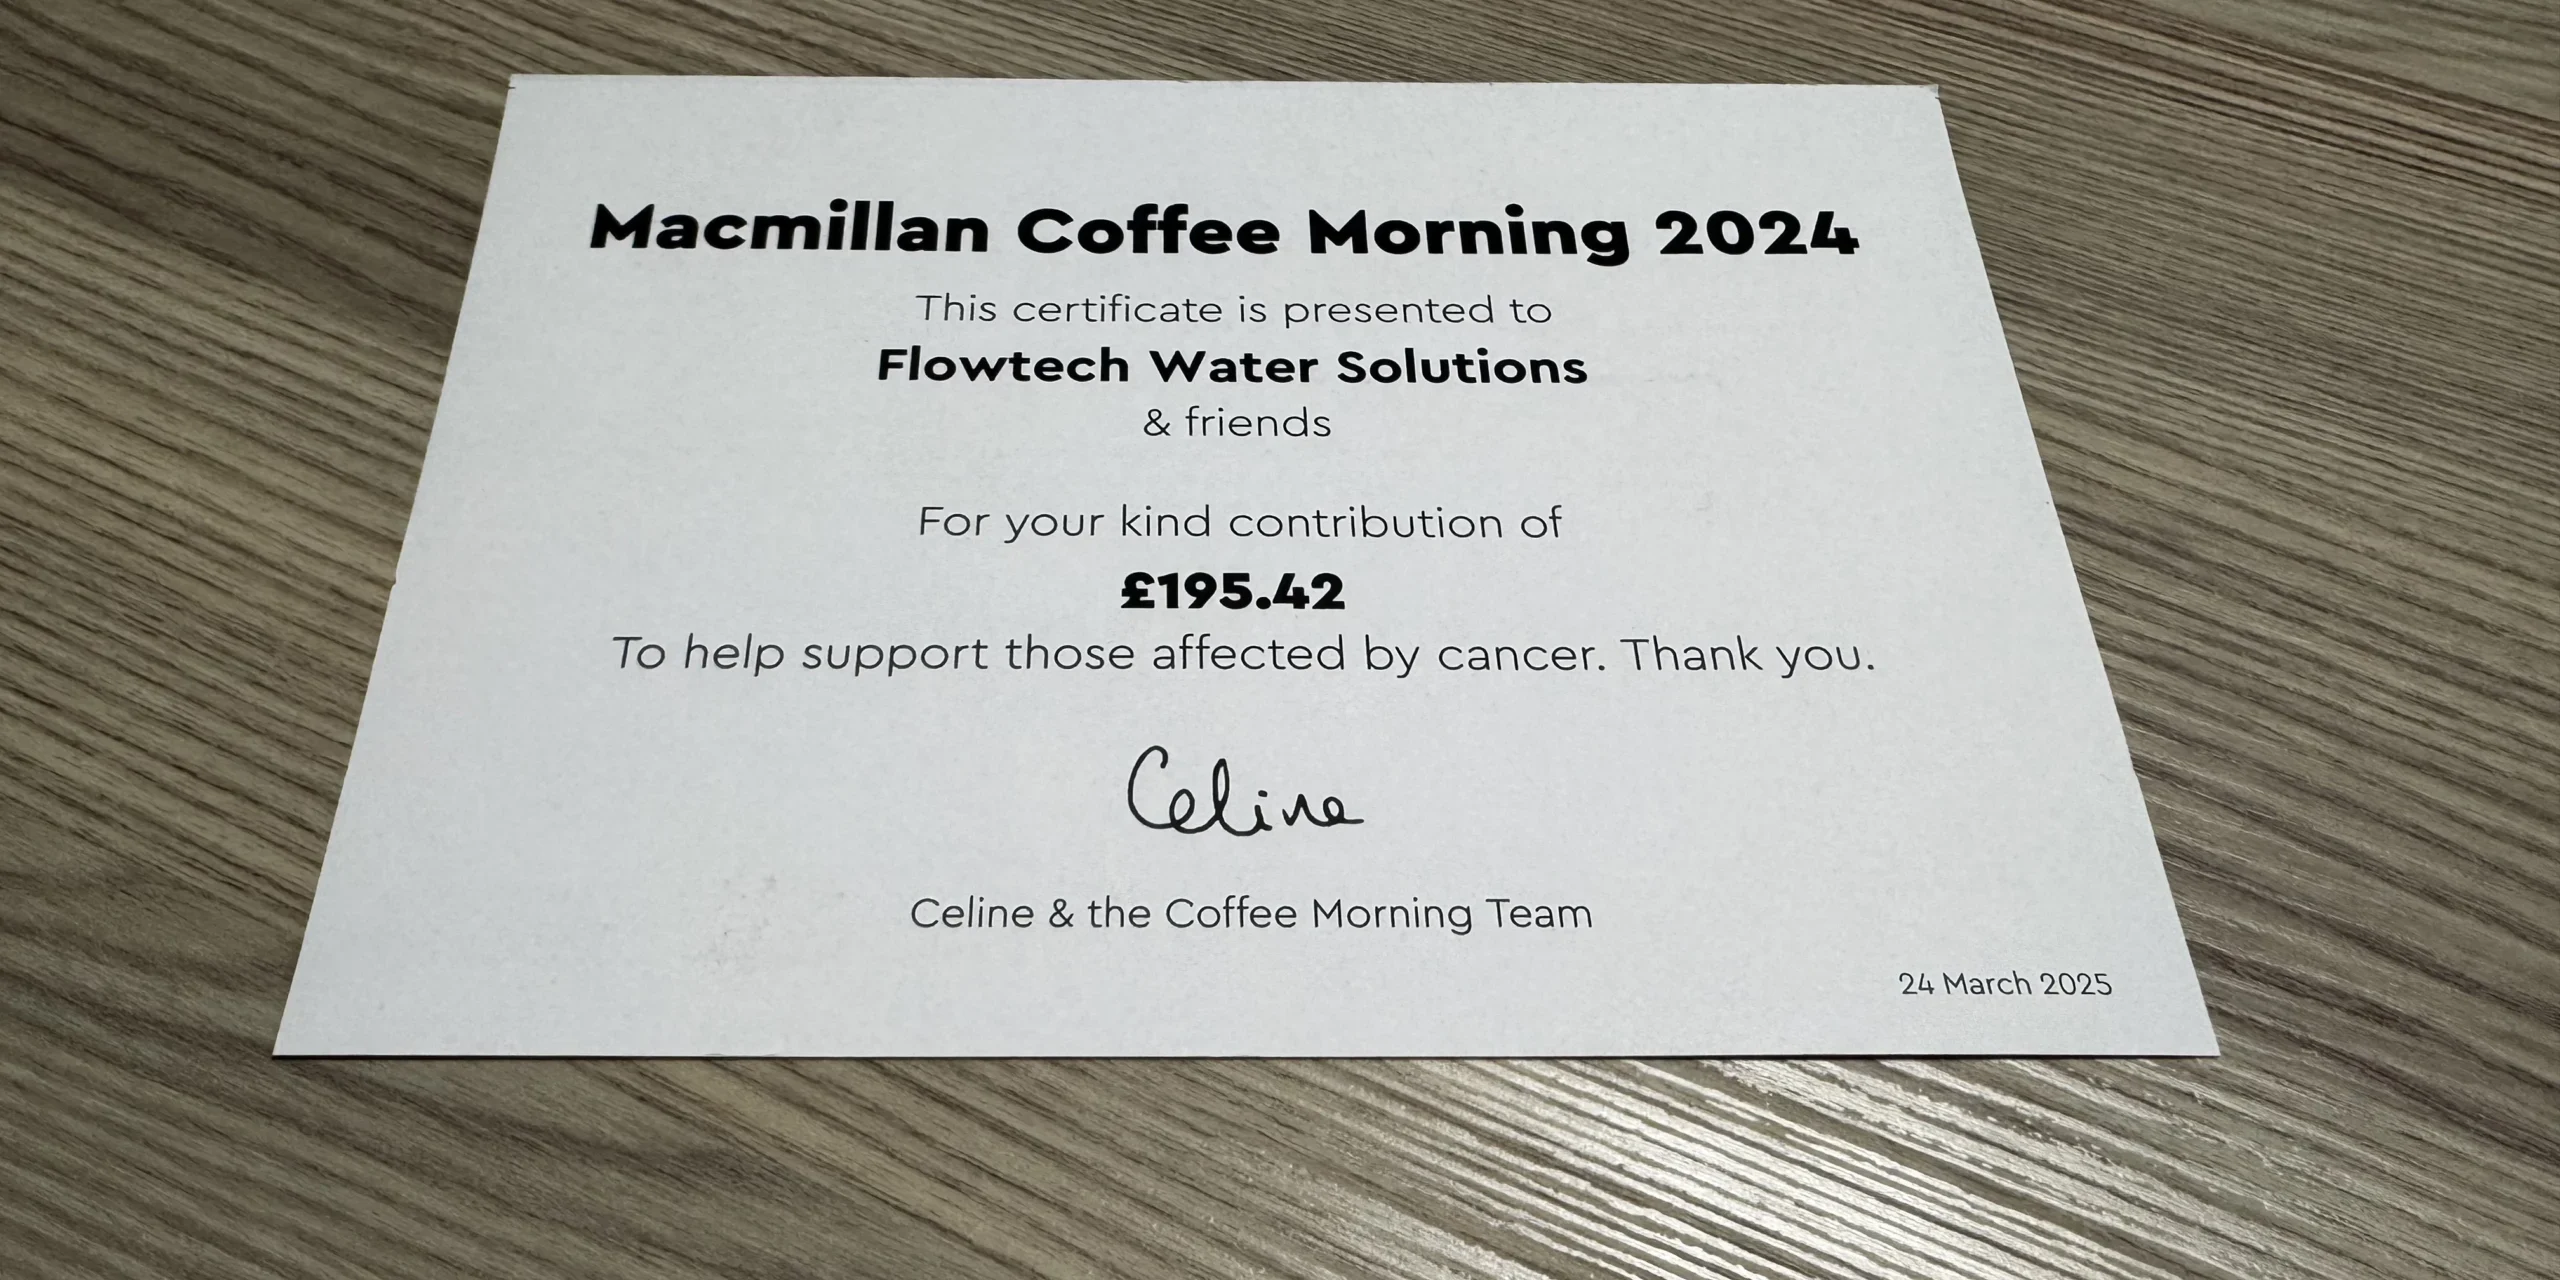 Macmillan Coffee Morning 2024
This certificate is presented to
Flowtech Water Solutions
& friends
For your kind contribution of
£195.42
To help support those affected by cancer. Thank you.
Celine
Celine & the Coffee Morning Team
24 March 2025